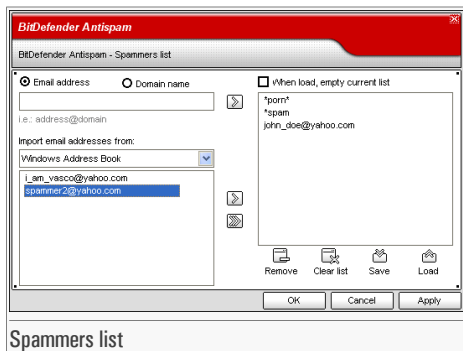 BitDefender Antispam
BitDefender Antispam - Spammers list
Email address
Domain name
i.e.: address@domain
Import email addresses from:
Windows Address Book
i_am_vasco@yahoo.com
spammer2@yahoo.com
When load, empty current list
*porn*
*spam
john_doe@yahoo.com
Remove Clear list Save Load
OK Cancel Apply
Spammers list